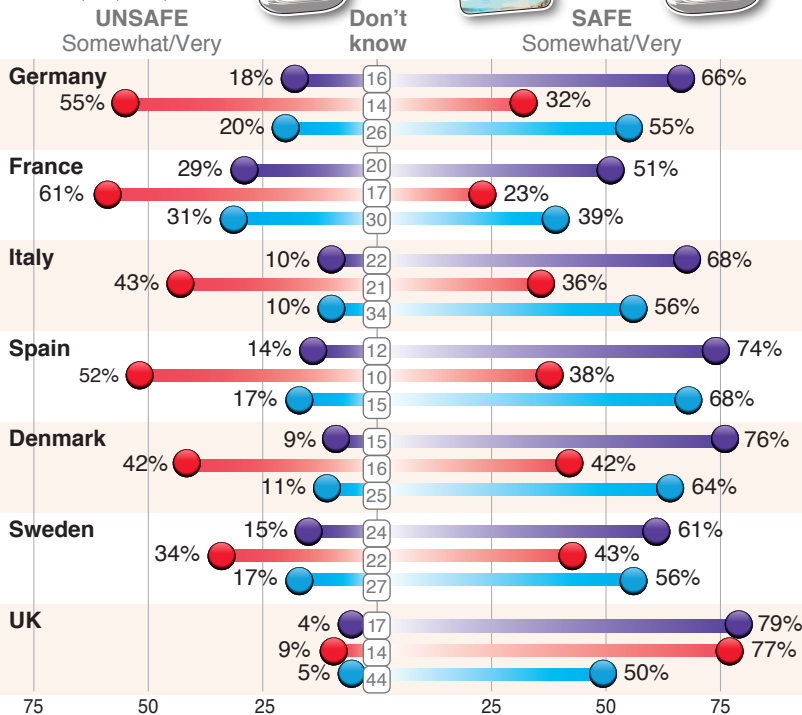 UNSAFE Don't SAFE
Somewhat/Very know Somewhat/Very
Germany 18% 16 66%
55% 14 32%
20% 26 55%
France 29% 20 51%
61% 17 23%
31% 30 39%
Italy 10% 22 68%
43% 21 36%
10% 34 56%
Spain 14% 12 74%
52% 10 38%
17% 15 68%
Denmark 9% 15 76%
42% 16 42%
11% 25 64%
Sweden 15% 24 61%
34% 22 43%
17% 27 56%
UK 4% 17 79%
9% 14 77%
5% 44 50%
75 50 25 25 50 75